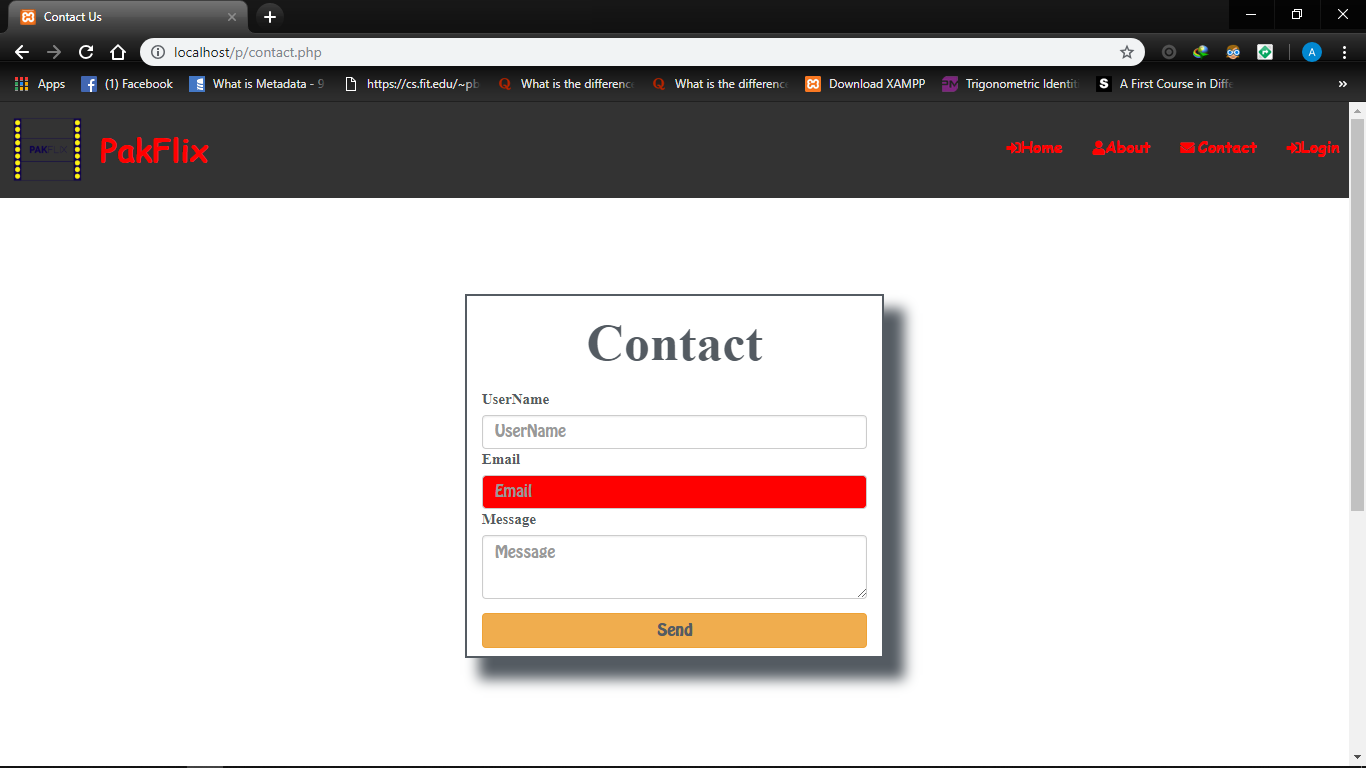 Contact Us
localhost/p/contact.php
A
Apps (1) Facebook What is Metadata - 9 https://cs.fit.edu/~pb What is the difference What is the difference Download XAMPP Trigonometric Identit A First Course in Diffe »
PAKFLIX PakFlix Home About Contact Login
Contact
UserName
UserName
Email
Email
Message
Message
Send